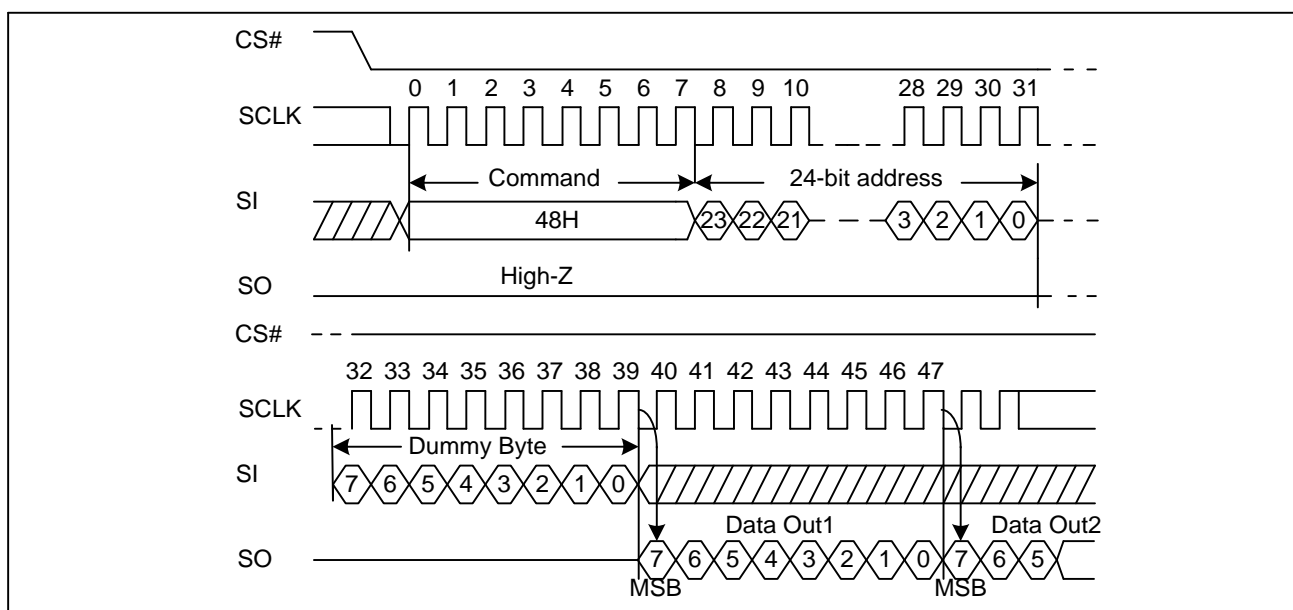 CS#
0 1 2 3 4 5 6 7 8 9 10 28 29 30 31
SCLK
Command 24-bit address
SI
48H 23 22 21 3 2 1 0
High-Z
SO
CS#
32 33 34 35 36 37 38 39 40 41 42 43 44 45 46 47
SCLK
Dummy Byte
SI
7 6 5 4 3 2 1 0
Data Out1 Data Out2
SO
7 6 5 4 3 2 1 0 7 6 5
MSB MSB